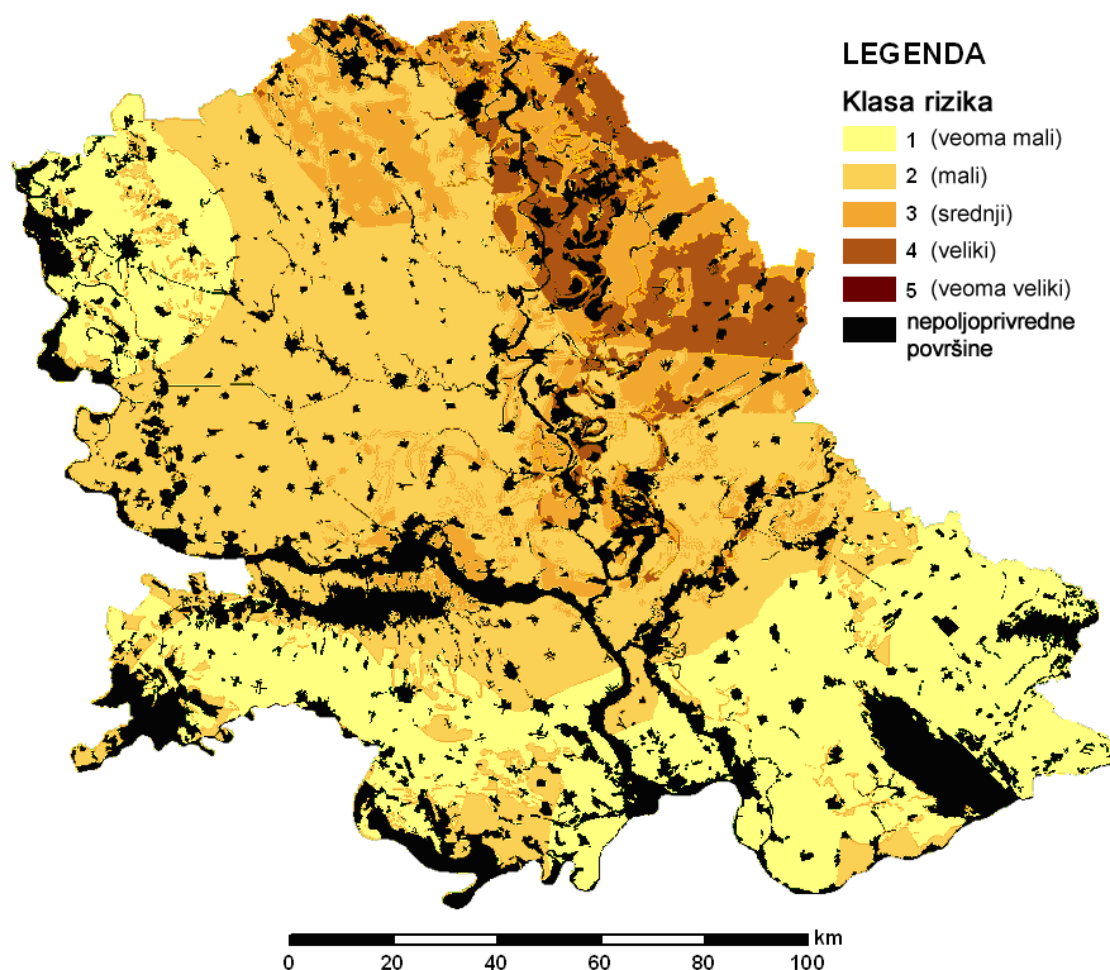 LEGENDA
Klasa rizika
1 (veoma mali)
2 (mali)
3 (srednji)
4 (veliki)
5 (veoma veliki)
nepoljoprivredne
površine
km
0 20 40 60 80 100